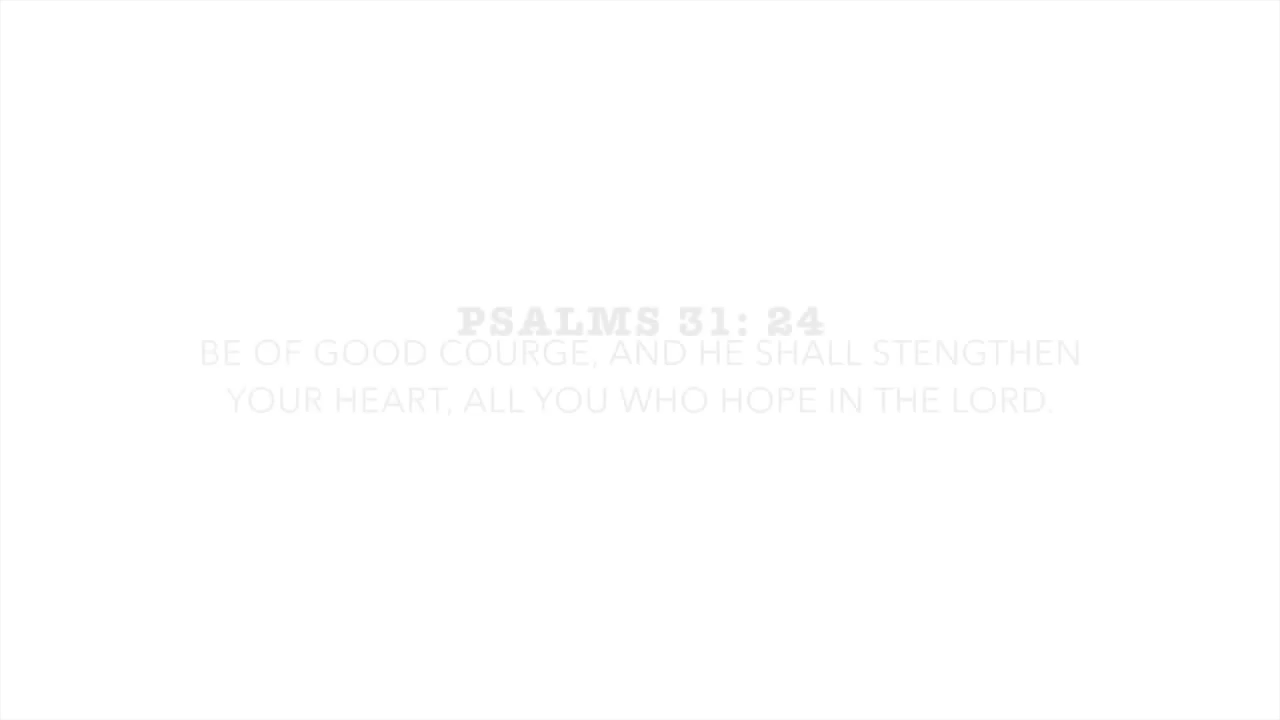 PSALMS 31: 24
BE OF GOOD COURGE, AND HE SHALL STENGTHEN
YOUR HEART, ALL YOU WHO HOPE IN THE LORD.